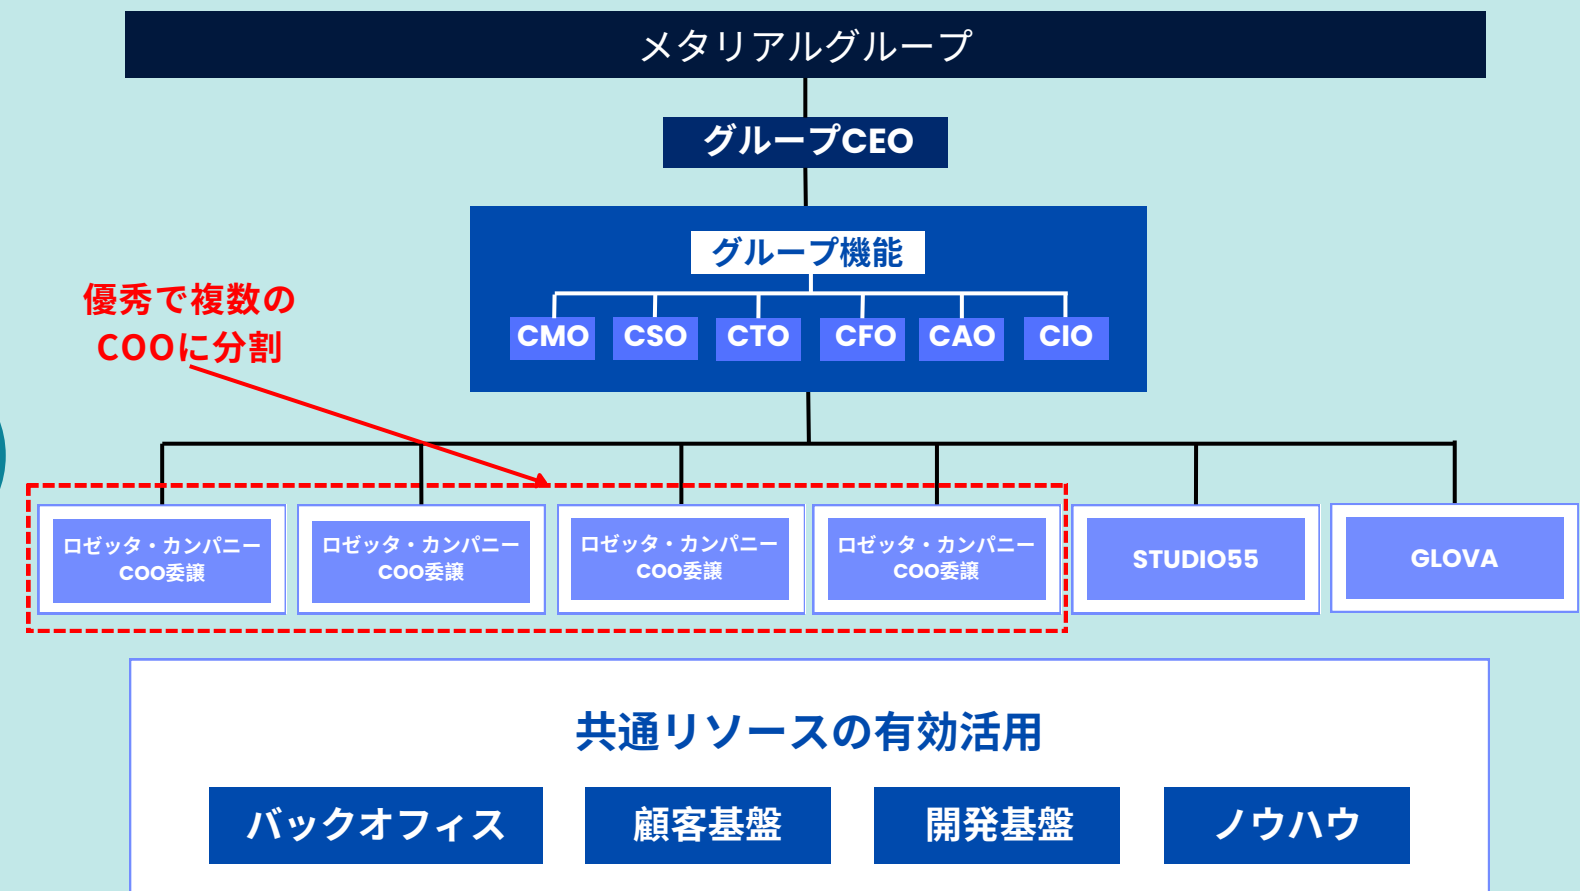 メタリアルグループ
グループCEO
グループ機能
CMO
CSO
CTO
CFO
CAO
CIO
優秀で複数の
COOに分割
ロゼッタ・カンパニー
COO委譲
ロゼッタ・カンパニー
COO委譲
ロゼッタ・カンパニー
COO委譲
ロゼッタ・カンパニー
COO委譲
STUDIO55
GLOVA
共通リソースの有効活用
バックオフィス
顧客基盤
開発基盤
ノウハウ